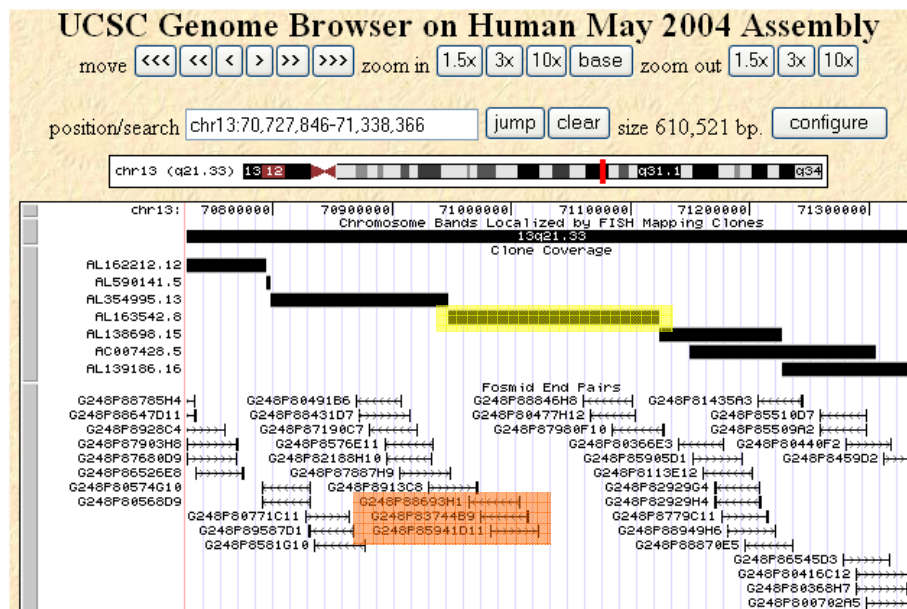 UCSC Genome Browser on Human May 2004 Assembly
move <<< << < > >> >>> zoom in 1.5x 3x 10x base zoom out 1.5x 3x 10x
position/search chr13:70,727,846-71,338,366 jump clear size 610,521 bp. configure
chr13 (q21.33) 13 12 q31.1 q34
chr13: 70800000 70900000 71000000 71100000 71200000 71300000
Chromosome Bands Localized by FISH Mapping Clones
13q21.33
Clone Coverage
AL162212.12
AL590141.5
AL354995.13
AL163542.8
AL138698.15
AC007428.5
AL139186.16
Fosmid End Pairs
G248P88785H4 G248P80491B6 G248P88846H8 G248P81435A3
G248P88647D11 G248P88431D7 G248P80477H12 G248P85510D7
G248P8928C4 G248P87190C7 G248P87980F10 G248P85509A2
G248P87903H8 G248P8576E11 G248P80366E3 G248P80440F2
G248P87680D9 G248P82188H10 G248P85905D1 G248P8459D2
G248P86526E8 G248P87887H9 G248P8113E12
G248P80574G10 G248P8913C8 G248P82929G4
G248P80568D9 G248P88693H1 G248P82929H4
G248P80771C11 G248P83744B9 G248P8779C11
G248P89587D1 G248P85941D11 G248P88949H6
G248P8581G10 G248P88870E5
G248P86545D3
G248P80416C12
G248P80368H7
G248P800702A5